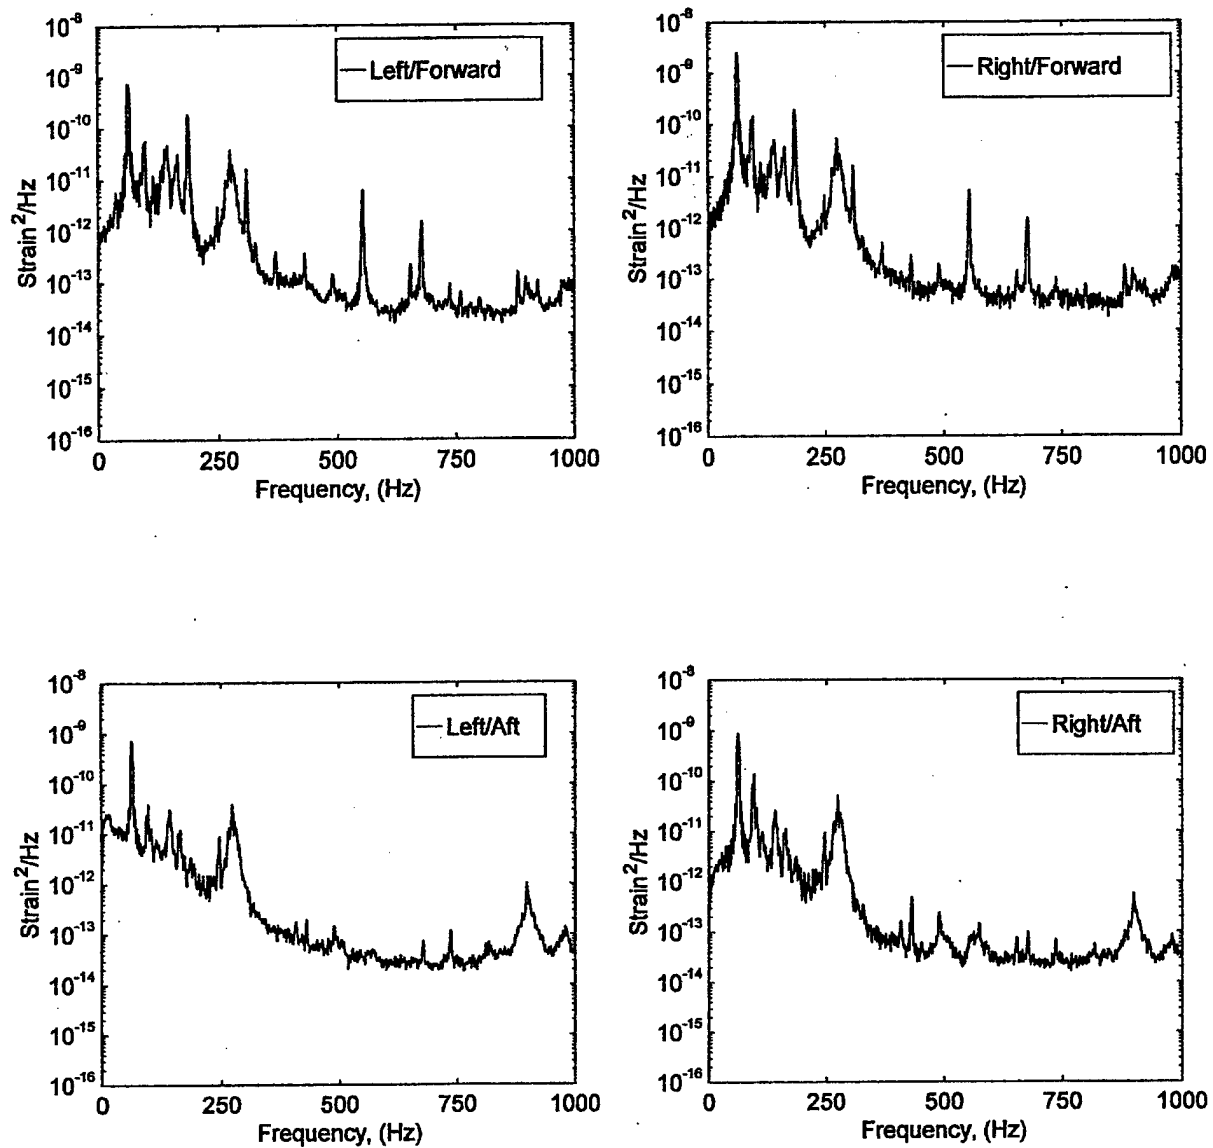 10⁻⁸
10⁻⁹
10⁻¹⁰
10⁻¹¹
10⁻¹²
10⁻¹³
10⁻¹⁴
10⁻¹⁵
10⁻¹⁶
Strain²/Hz
Left/Forward
0 250 500 750 1000
Frequency, (Hz)
10⁻⁸
10⁻⁹
10⁻¹⁰
10⁻¹¹
10⁻¹²
10⁻¹³
10⁻¹⁴
10⁻¹⁵
10⁻¹⁶
Strain²/Hz
Right/Forward
0 250 500 750 1000
Frequency, (Hz)
10⁻⁸
10⁻⁹
10⁻¹⁰
10⁻¹¹
10⁻¹²
10⁻¹³
10⁻¹⁴
10⁻¹⁵
10⁻¹⁶
Strain²/Hz
Left/Aft
0 250 500 750 1000
Frequency, (Hz)
10⁻⁸
10⁻⁹
10⁻¹⁰
10⁻¹¹
10⁻¹²
10⁻¹³
10⁻¹⁴
10⁻¹⁵
10⁻¹⁶
Strain²/Hz
Right/Aft
0 250 500 750 1000
Frequency, (Hz)